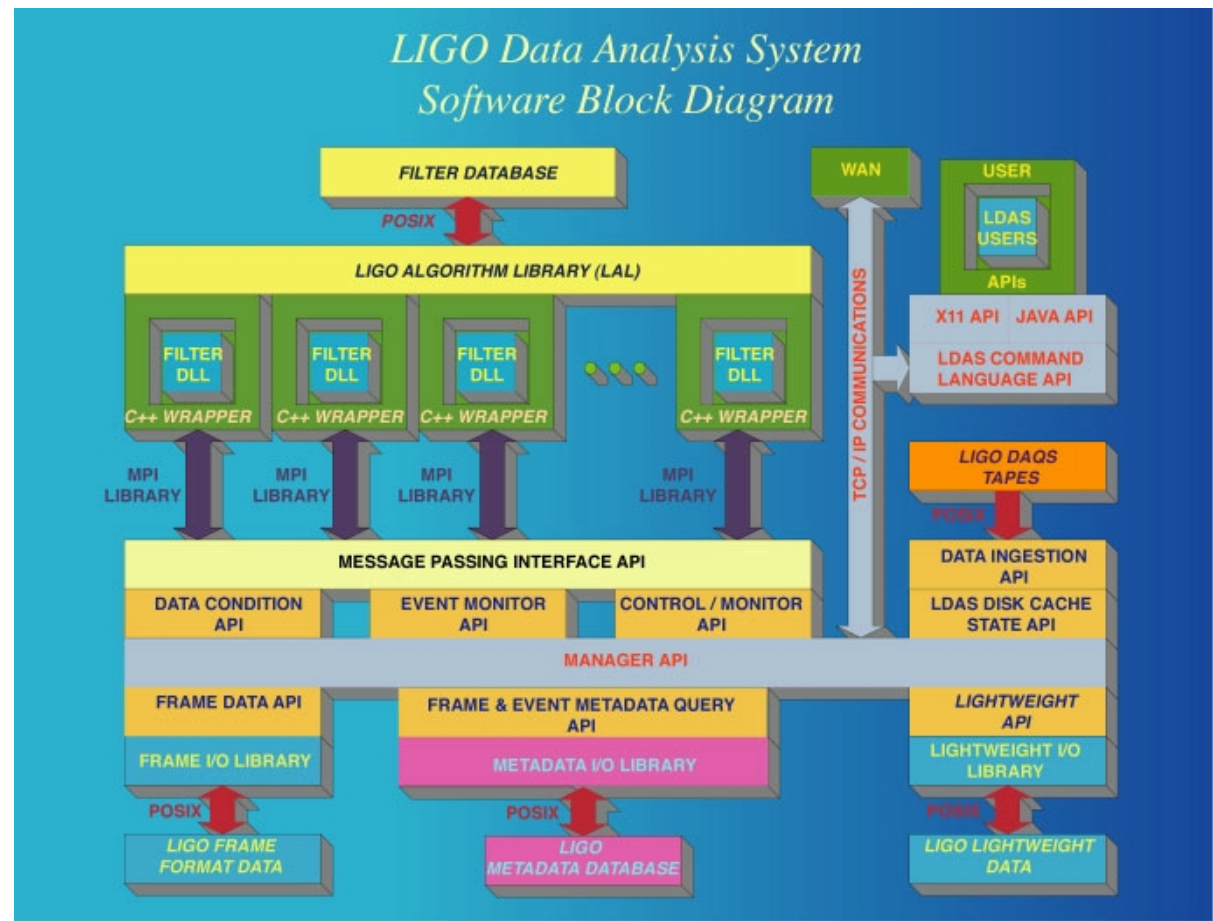 LIGO Data Analysis System
Software Block Diagram
FILTER DATABASE
WAN
USER
LDAS
USERS
APIs
POSIX
LIGO ALGORITHM LIBRARY (LAL)
X11 API
JAVA API
LDAS COMMAND
LANGUAGE API
FILTER
DLL
C++ WRAPPER
FILTER
DLL
C++ WRAPPER
FILTER
DLL
C++ WRAPPER
FILTER
DLL
C++ WRAPPER
TCP / IP COMMUNICATIONS
MPI
LIBRARY
MPI
LIBRARY
MPI
LIBRARY
MPI
LIBRARY
LIGO DAQS
TAPES
POSIX
MESSAGE PASSING INTERFACE API
DATA INGESTION
API
DATA CONDITION
API
EVENT MONITOR
API
CONTROL / MONITOR
API
LDAS DISK CACHE
STATE API
MANAGER API
FRAME DATA API
FRAME & EVENT METADATA QUERY
API
LIGHTWEIGHT
API
FRAME I/O LIBRARY
METADATA I/O LIBRARY
LIGHTWEIGHT I/O
LIBRARY
POSIX
POSIX
POSIX
LIGO FRAME
FORMAT DATA
LIGO
METADATA DATABASE
LIGO LIGHTWEIGHT
DATA